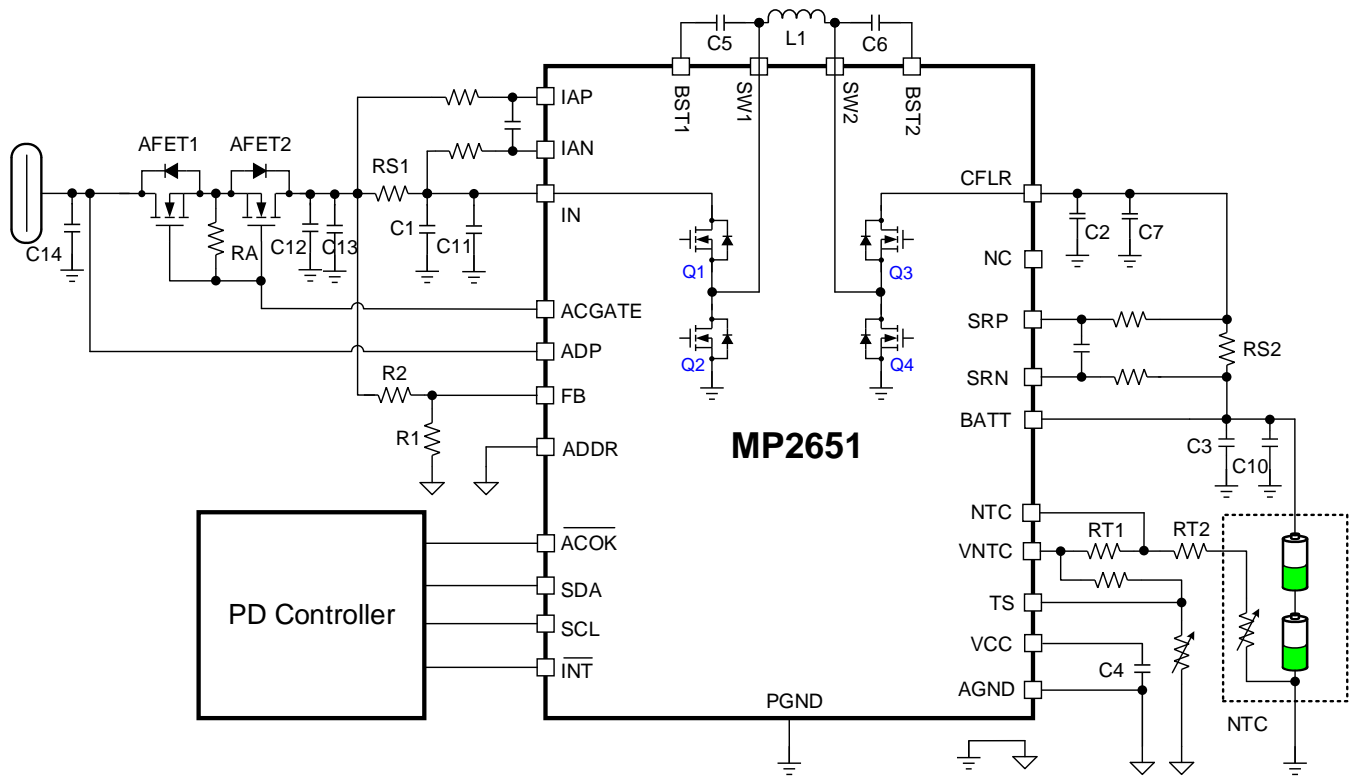 C5
L1
C6
BST1
SW1
SW2
BST2
IAP
IAN
IN
ACGATE
ADP
FB
ADDR
ACOK
SDA
SCL
INT
AFET1
AFET2
RS1
C14
RA
C12
C13
C1
C11
R2
R1
Q1
Q2
Q3
Q4
MP2651
PD Controller
PGND
CFLR
NC
SRP
SRN
BATT
NTC
VNTC
TS
VCC
AGND
C2
C7
RS2
C3
C10
RT1
RT2
C4
NTC